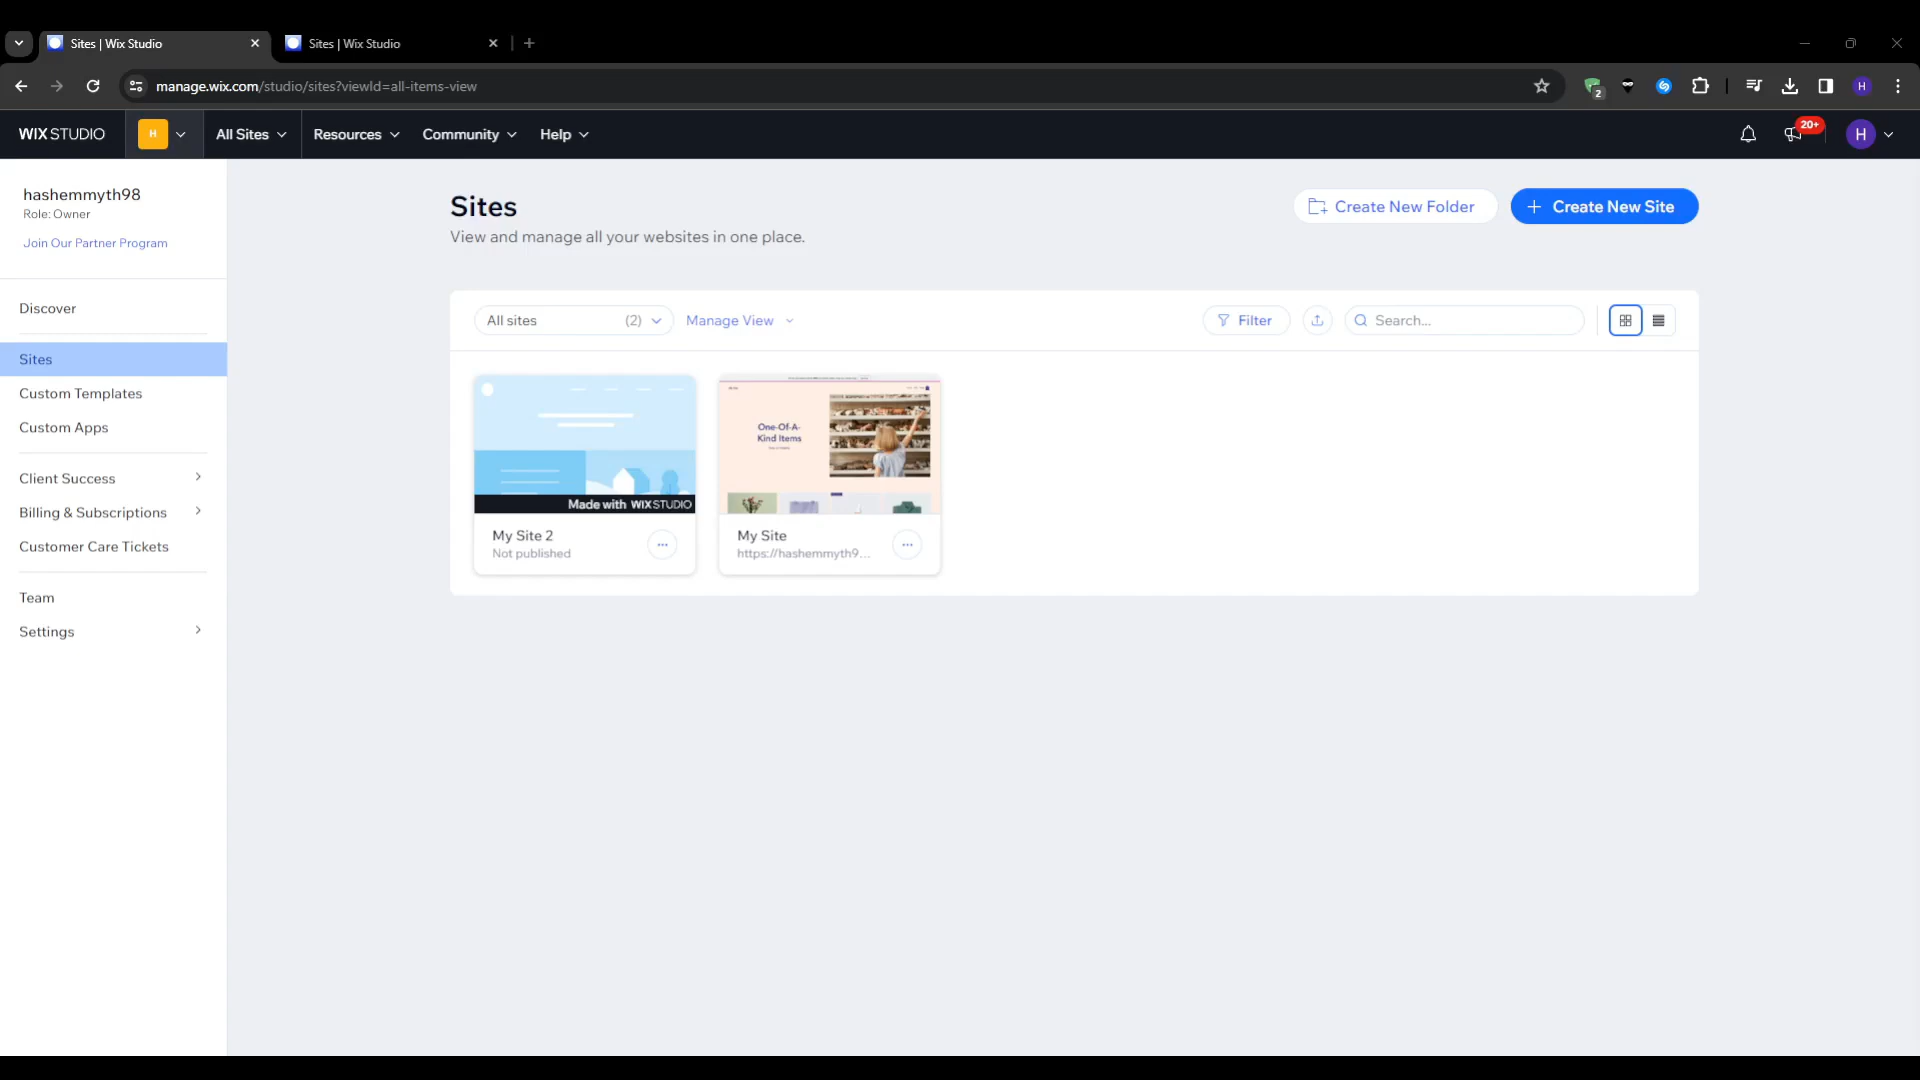 Sites | Wix Studio
Sites | Wix Studio
manage.wix.com/studio/sites?viewId=all-items-view
2
H
WIX STUDIO
H
All Sites
Resources
Community
Help
20+
H
hashemmyth98
Role: Owner
Join Our Partner Program
Discover
Sites
Custom Templates
Custom Apps
Client Success
Billing & Subscriptions
Customer Care Tickets
Team
Settings
Sites
View and manage all your websites in one place.
Create New Folder
+ Create New Site
All sites (2)
Manage View
Filter
Search...
Made with WIX STUDIO
My Site 2
Not published
One-Of-A-
Kind Items
My Site
https://hashemmyth9...